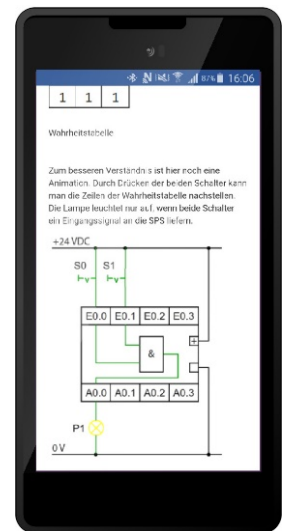 87% 16:06
1 1 1
Wahrheitstabelle
Zum besseren Verständnis ist hier noch eine
Animation. Durch Drücken der beiden Schalter kann
man die Zeilen der Wahrheitstabelle nachstellen.
Die Lampe leuchtet nur auf, wenn beide Schalter
ein Eingangssignal an die SPS liefern.
+24 VDC
S0 S1
E0.0 E0.1 E0.2 E0.3
&
+
A0.0 A0.1 A0.2 A0.3
P1
0V